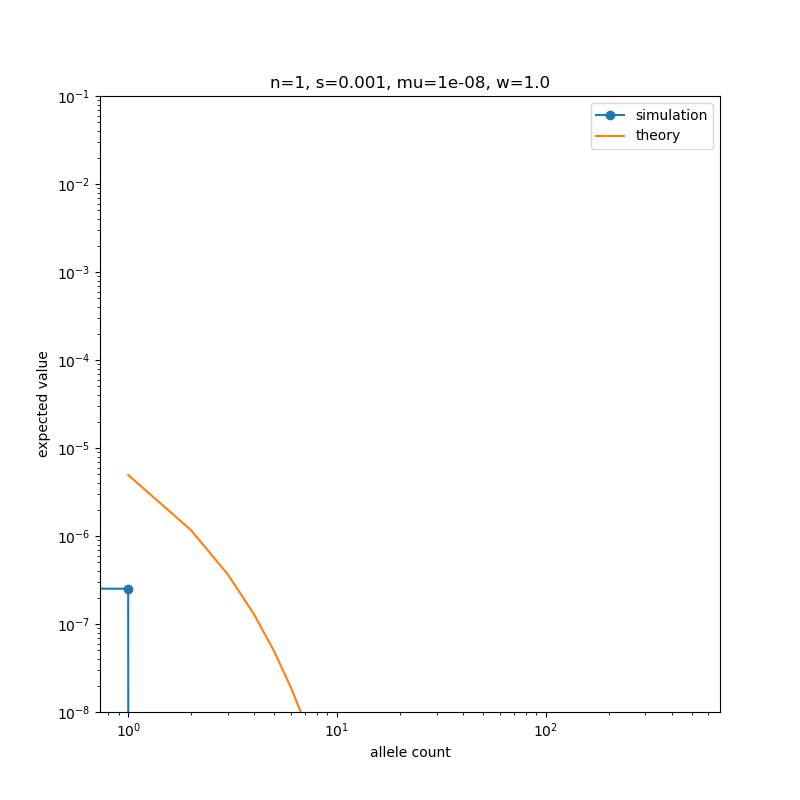 n=1, s=0.001, mu=1e-08, w=1.0
simulation
theory
10⁻¹
10⁻²
10⁻³
10⁻⁴
10⁻⁵
10⁻⁶
10⁻⁷
10⁻⁸
expected value
10⁰
10¹
10²
allele count